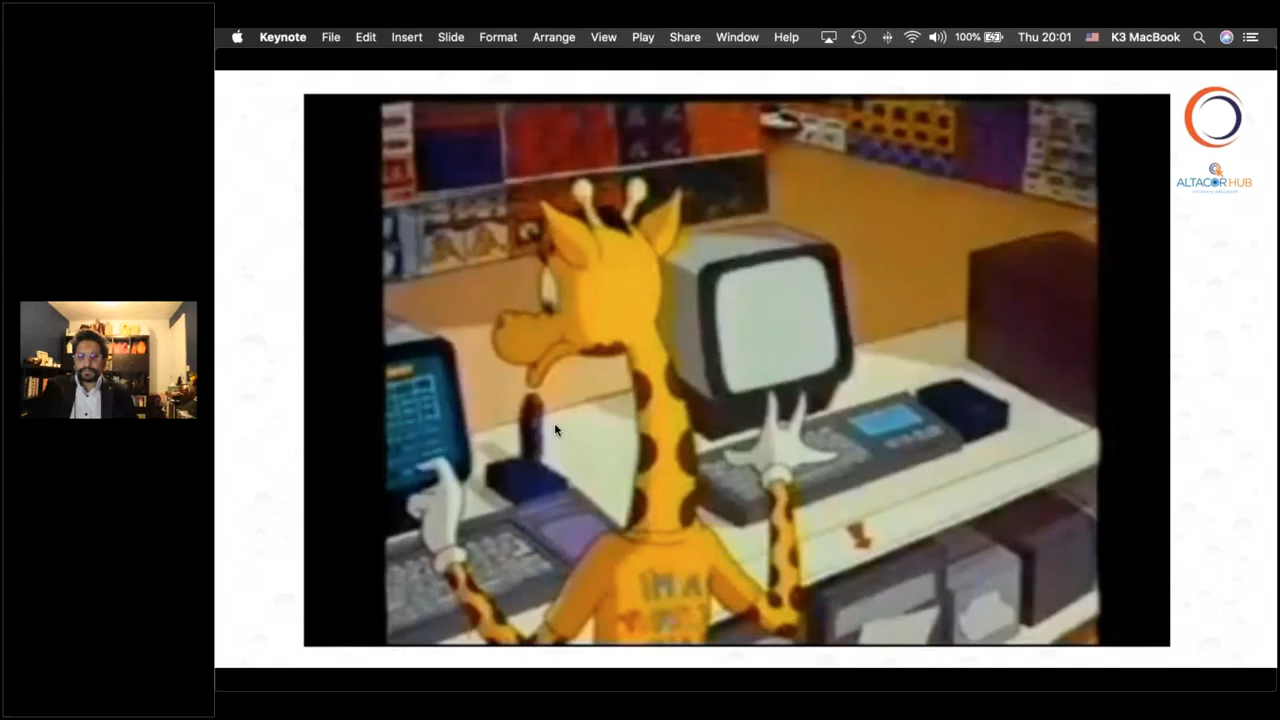 Keynote File Edit Insert Slide Format Arrange View Play Share Window Help 100% Thu 20:01 K3 MacBook
ALTACOR HUB
I'M A